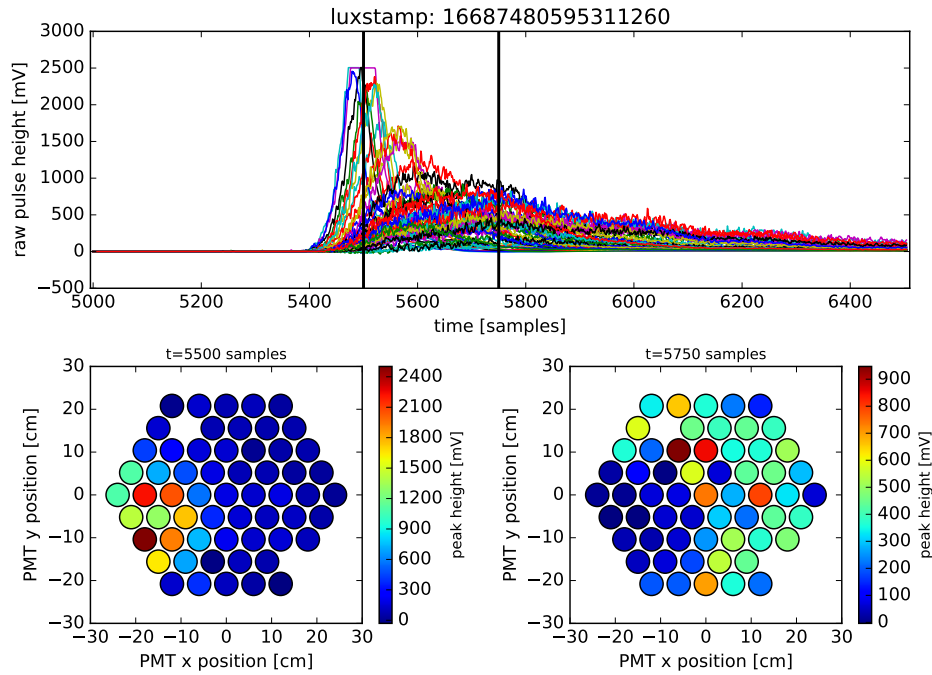 luxstamp: 16687480595311260
3000
2500
2000
1500
1000
500
0
−500
raw pulse height [mV]
5000 5200 5400 5600 5800 6000 6200 6400
time [samples]
t=5500 samples
30
20
10
0
−10
−20
−30
PMT y position [cm]
−30 −20 −10 0 10 20 30
PMT x position [cm]
2400
2100
1800
1500
1200
900
600
300
0
peak height [mV]
t=5750 samples
30
20
10
0
−10
−20
−30
PMT y position [cm]
−30 −20 −10 0 10 20 30
PMT x position [cm]
900
800
700
600
500
400
300
200
100
0
peak height [mV]